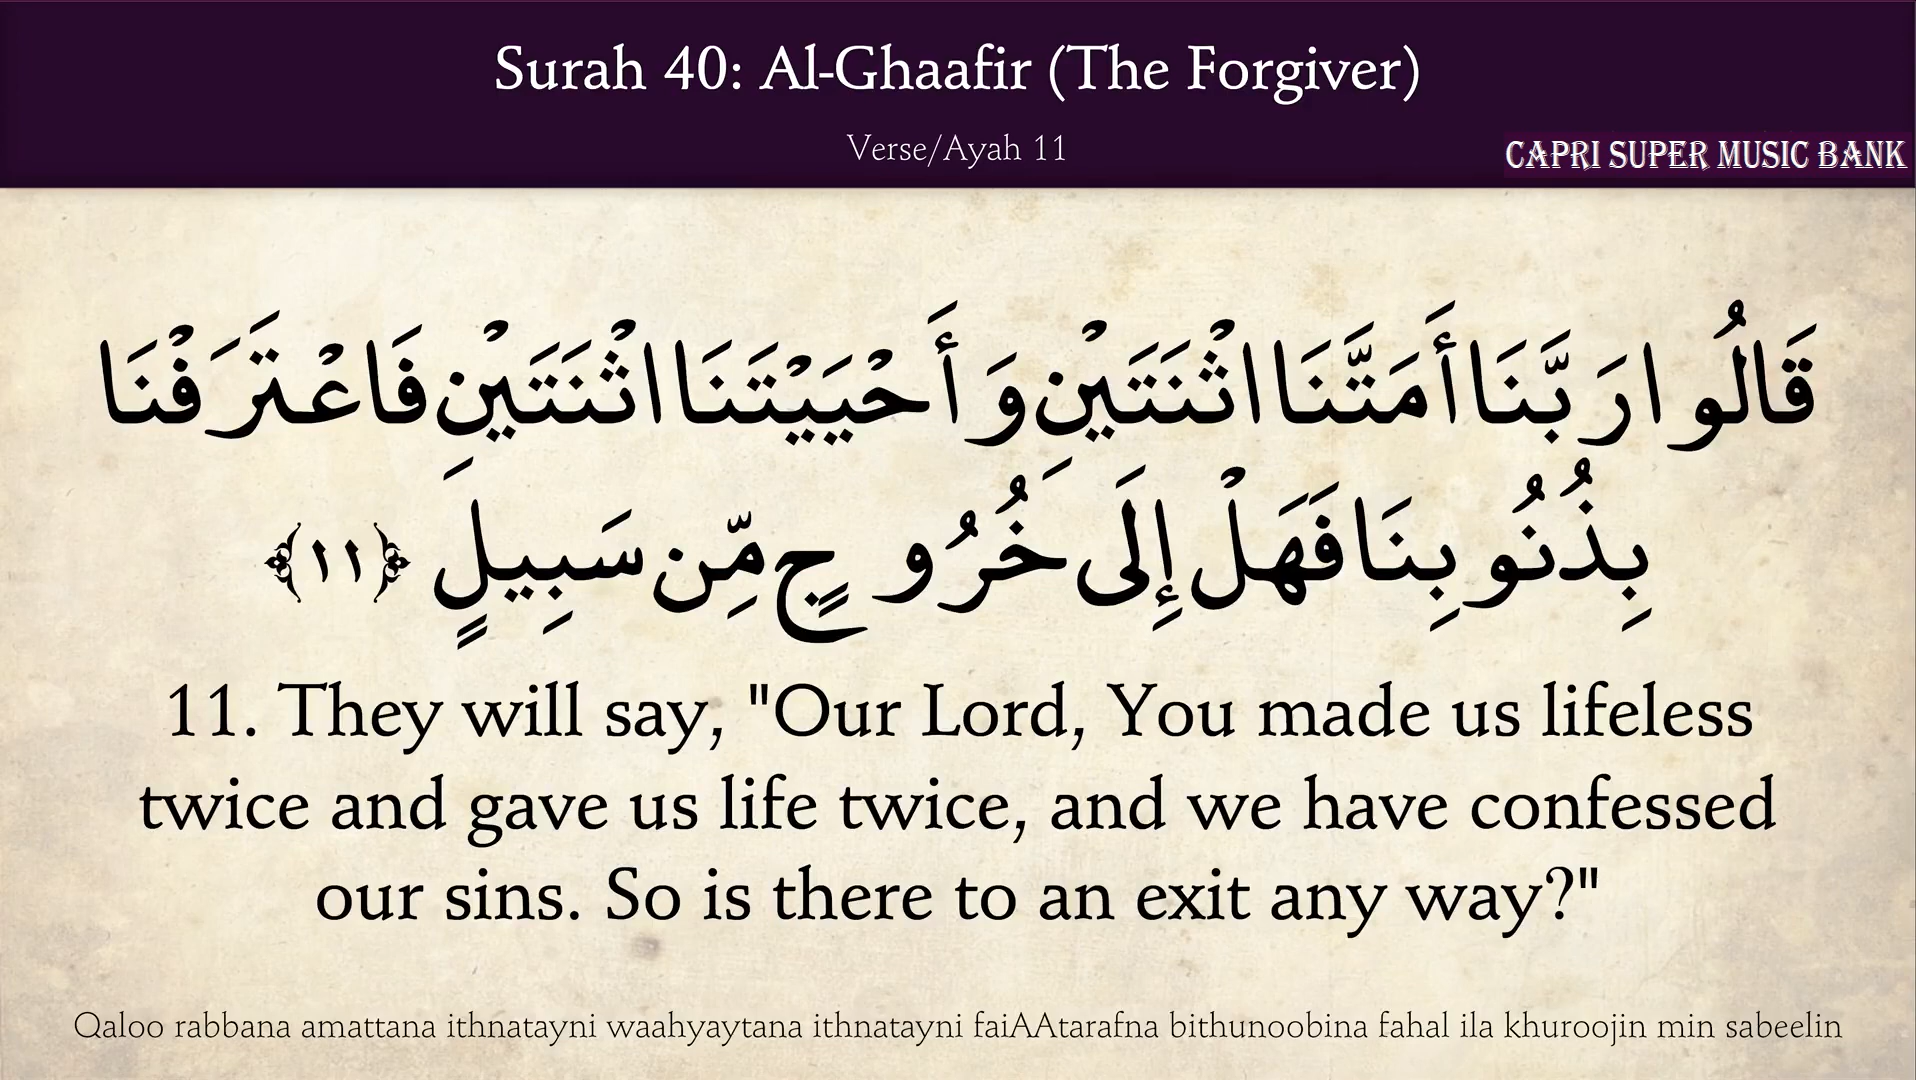 Surah 40: Al-Ghaafir (The Forgiver)
Verse/Ayah 11
CAPRI SUPER MUSIC BANK
قَالُوا رَبَّنَا أَمَتَّنَا اثْنَتَيْنِ وَأَحْيَيْتَنَا اثْنَتَيْنِ فَاعْتَرَفْنَا
بِذُنُوبِنَا فَهَلْ إِلَى خُرُوجٍ مِّن سَبِيلٍ ﴿١١﴾
11. They will say, "Our Lord, You made us lifeless
twice and gave us life twice, and we have confessed
our sins. So is there to an exit any way?"
Qaloo rabbana amattana ithnatayni waahyaytana ithnatayni faiAAtarafna bithunoobina fahal ila khuroojin min sabeelin